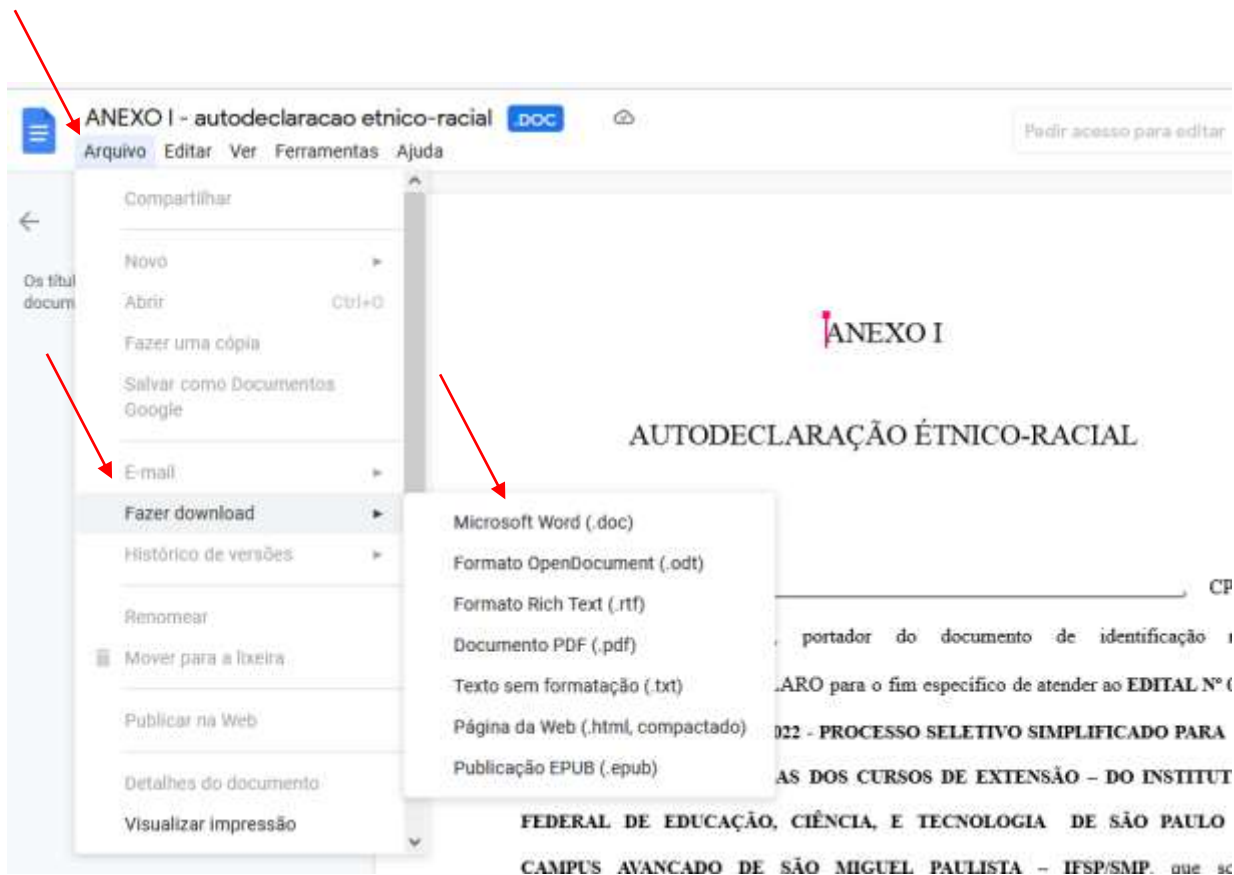 ANEXO I - autodeclaracao etnico-racial .DOC
Pedir acesso para editar
Arquivo Editar Ver Ferramentas Ajuda
Compartilhar
Novo
Abrir Ctrl+O
Fazer uma cópia
Salvar como Documentos
Google
E-mail
Fazer download
Histórico de versões
Renomear
Mover para a lixeira
Publicar na Web
Detalhes do documento
Visualizar impressão
Os títul
docum
Microsoft Word (.doc)
Formato OpenDocument (.odt)
Formato Rich Text (.rtf)
Documento PDF (.pdf)
Texto sem formatação (.txt)
Página da Web (.html, compactado)
Publicação EPUB (.epub)
ANEXO I
AUTODECLARAÇÃO ÉTNICO-RACIAL
, CP
, portador do documento de identificação
LARO para o fim específico de atender ao EDITAL Nº
022 - PROCESSO SELETIVO SIMPLIFICADO PARA
AS DOS CURSOS DE EXTENSÃO – DO INSTITUT
FEDERAL DE EDUCAÇÃO, CIÊNCIA, E TECNOLOGIA DE SÃO PAULO
CAMPUS AVANÇADO DE SÃO MIGUEL PAULISTA – IFSP/SMP, que